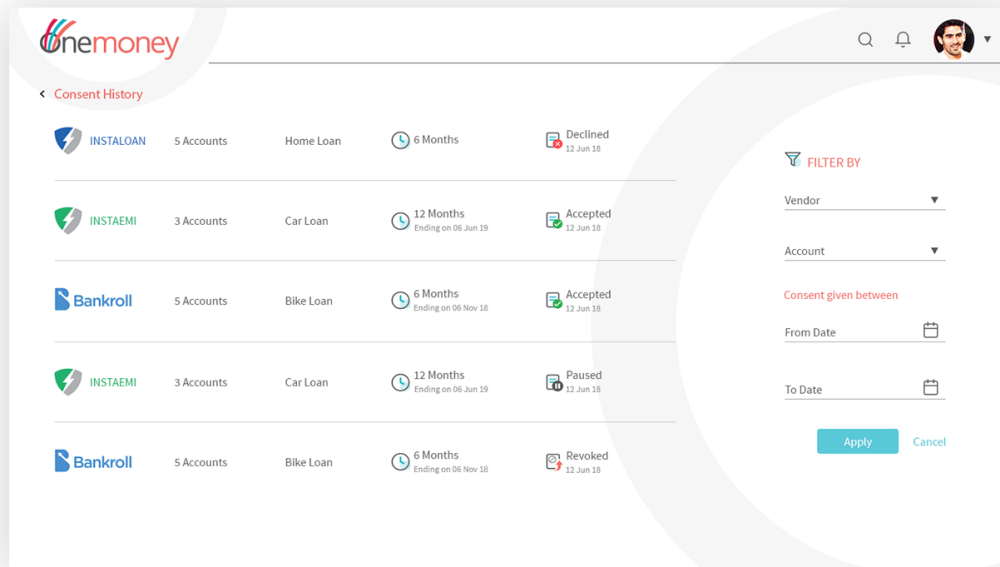 onemoney
Consent History
INSTALOAN 5 Accounts Home Loan 6 Months Declined
12 Jun 18
INSTAEMI 3 Accounts Car Loan 12 Months Accepted
Ending on 06 Jun 19 12 Jun 18
Bankroll 5 Accounts Bike Loan 6 Months Accepted
Ending on 06 Nov 18 12 Jun 18
INSTAEMI 3 Accounts Car Loan 12 Months Paused
Ending on 06 Jun 19 12 Jun 18
Bankroll 5 Accounts Bike Loan 6 Months Revoked
Ending on 06 Nov 18 12 Jun 18
FILTER BY
Vendor
Account
Consent given between
From Date
To Date
Apply Cancel